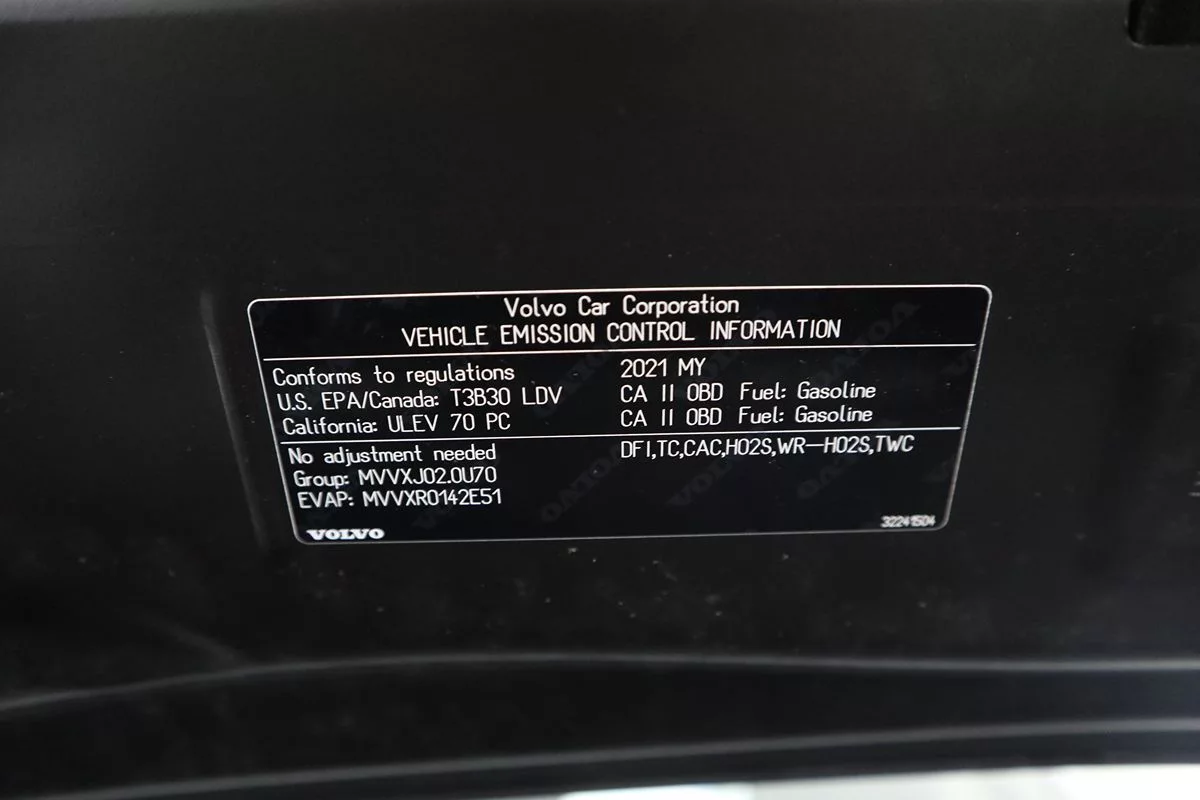 Volvo Car Corporation
VEHICLE EMISSION CONTROL INFORMATION
Conforms to regulations 2021 MY
U.S. EPA/Canada: T3B30 LDV CA II OBD Fuel: Gasoline
California: ULEV 70 PC CA II OBD Fuel: Gasoline
No adjustment needed DFI,TC,CAC,HO2S,WR-HO2S,TWC
Group: MVVXJ02.0U70
EVAP: MVVXR0142E51
VOLVO 32241504